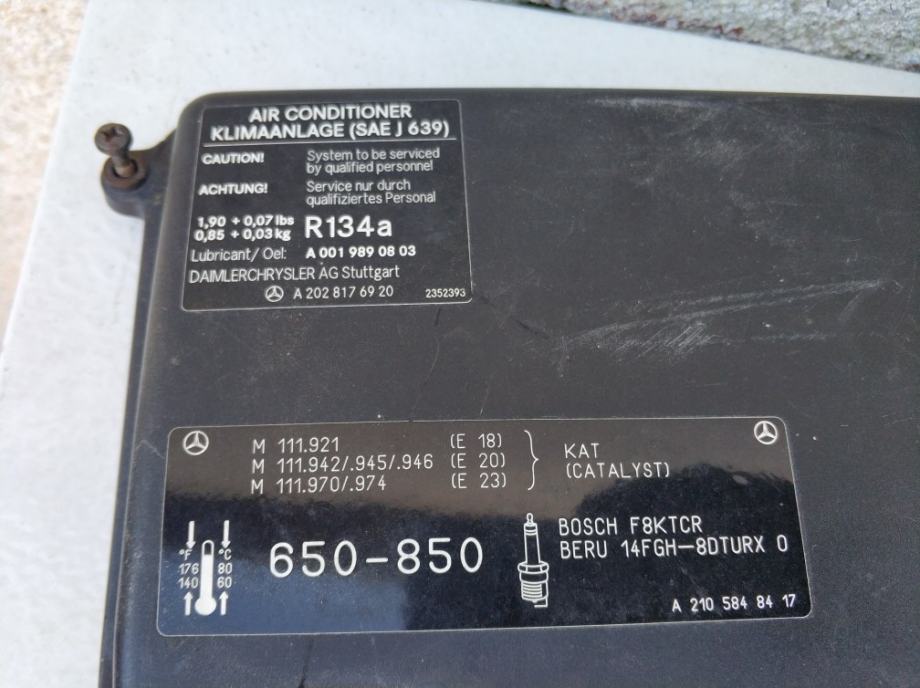 AIR CONDITIONER
KLIMAANLAGE (SAE J 639)
CAUTION! System to be serviced
by qualified personnel
ACHTUNG! Service nur durch
qualifiziertes Personal
1,90 + 0,07 lbs
0,85 + 0,03 kg R134a
Lubricant/ Oel: A 001 989 08 03
DAIMLERCHRYSLER AG Stuttgart
A 202 817 69 20 2352393
M 111.921 (E 18)
M 111.942/.945/.946 (E 20)
M 111.970/.974 (E 23)
KAT
(CATALYST)
°F °C
176 80
140 60
650-850
BOSCH F8KTCR
BERU 14FGH-8DTURX 0
A 210 584 84 17